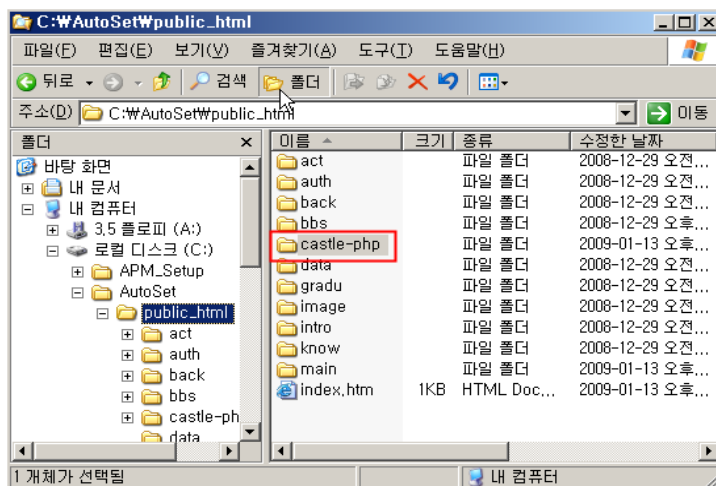 C:₩AutoSet₩public_html
파일(F) 편집(E) 보기(V) 즐겨찾기(A) 도구(T) 도움말(H)
뒤로 검색 폴더
주소(D) C:₩AutoSet₩public_html 이동
폴더
바탕 화면
내 문서
내 컴퓨터
3,5 플로피 (A:)
로컬 디스크 (C:)
APM_Setup
AutoSet
public_html
act
auth
back
bbs
castle-ph
data
이름 크기 종류 수정한 날짜
act 파일 폴더 2008-12-29 오전...
auth 파일 폴더 2008-12-29 오전...
back 파일 폴더 2008-12-29 오전...
bbs 파일 폴더 2008-12-29 오후...
castle-php 파일 폴더 2009-01-13 오후...
data 파일 폴더 2008-12-29 오전...
gradu 파일 폴더 2008-12-29 오전...
image 파일 폴더 2008-12-29 오전...
intro 파일 폴더 2008-12-29 오후...
know 파일 폴더 2008-12-29 오전...
main 파일 폴더 2009-01-13 오후...
index,htm 1KB HTML Doc... 2009-01-13 오후...
1 개체가 선택됨 내 컴퓨터